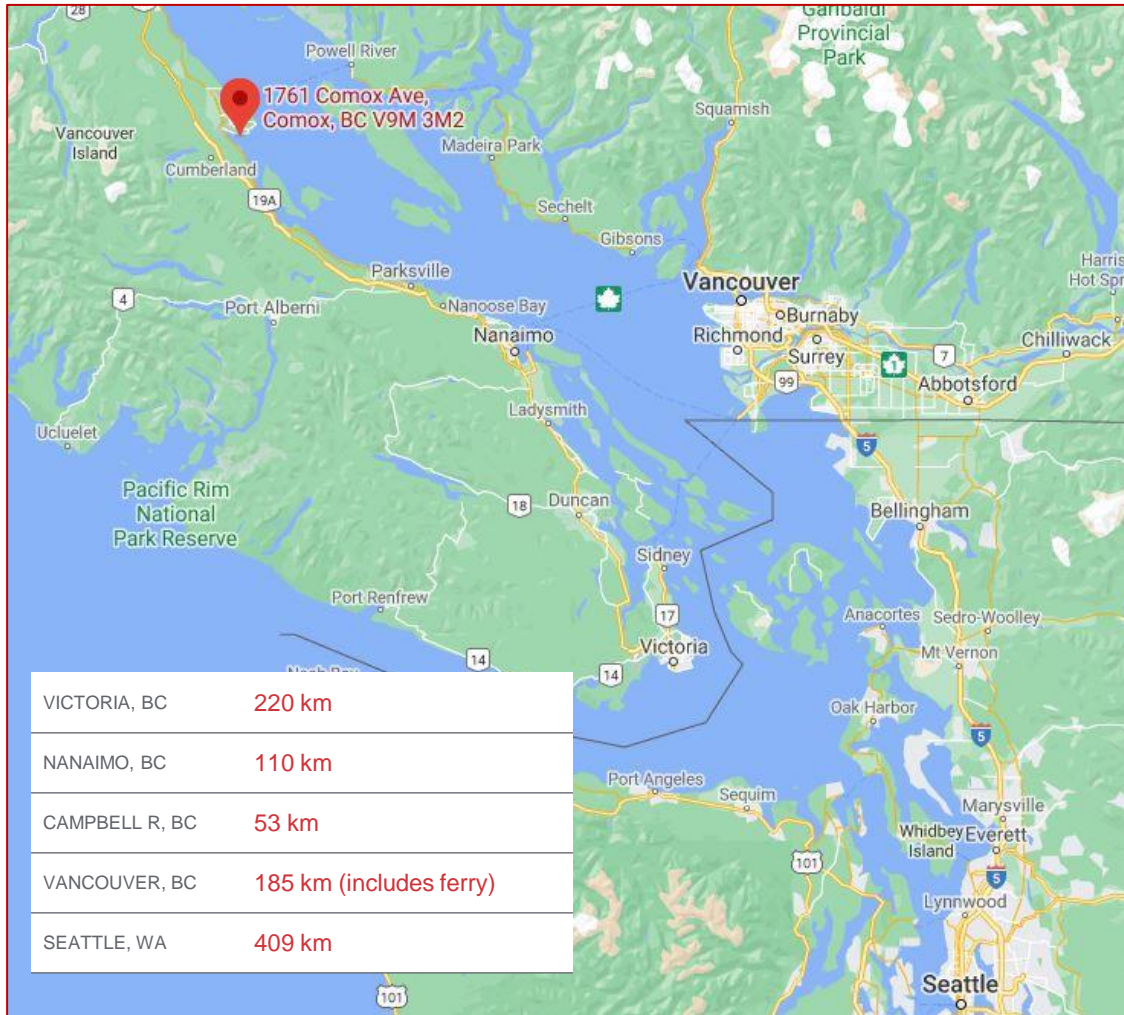 28
Garibaldi
Provincial
Park
Powell River
1761 Comox Ave,
Comox, BC V9M 3M2
Squamish
Vancouver
Island
Madeira Park
Cumberland
19A
Sechelt
Gibsons
Harris
Hot Spr
Parksville
Vancouver
4
Port Alberni
Nanoose Bay
Burnaby
Nanaimo
Richmond
Surrey
7
Chilliwack
1
99
Abbotsford
Ladysmith
Ucluelet
5
Pacific Rim
National
Park Reserve
18
Duncan
Bellingham
Sidney
Port Renfrew
17
Anacortes
Sedro-Woolley
Victoria
14
14
Mt Vernon
VICTORIA, BC 220 km
Oak Harbor
5
NANAIMO, BC 110 km
Port Angeles
Sequim
Marysville
CAMPBELL R, BC 53 km
Whidbey
Island
Everett
101
5
VANCOUVER, BC 185 km (includes ferry)
Lynnwood
SEATTLE, WA 409 km
Seattle
101